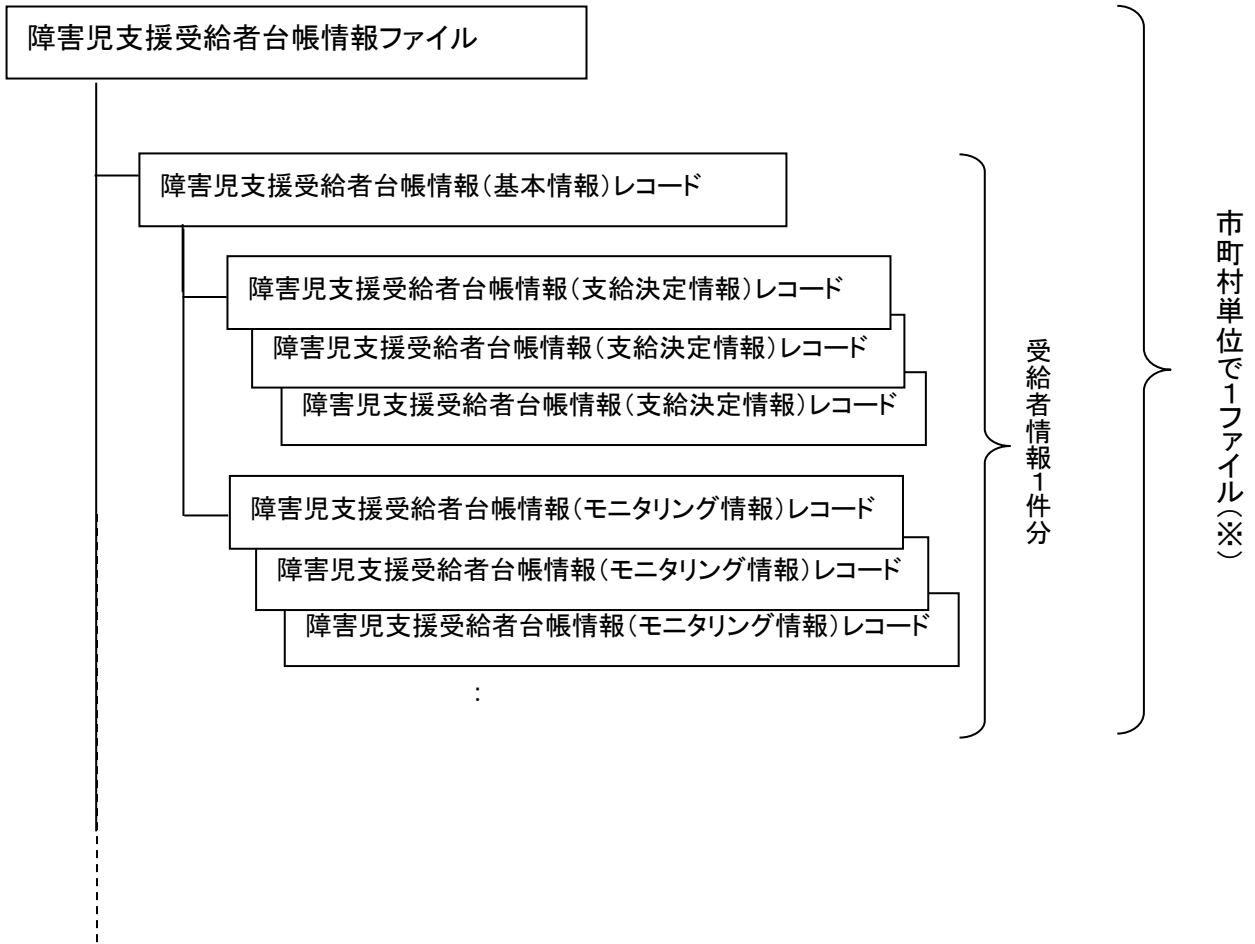 障害児支援受給者台帳情報ファイル
障害児支援受給者台帳情報（基本情報）レコード
障害児支援受給者台帳情報（支給決定情報）レコード
障害児支援受給者台帳情報（支給決定情報）レコード
障害児支援受給者台帳情報（支給決定情報）レコード
障害児支援受給者台帳情報（モニタリング情報）レコード
障害児支援受給者台帳情報（モニタリング情報）レコード
障害児支援受給者台帳情報（モニタリング情報）レコード
：
受給者情報１件分
市町村単位で１ファイル（※）